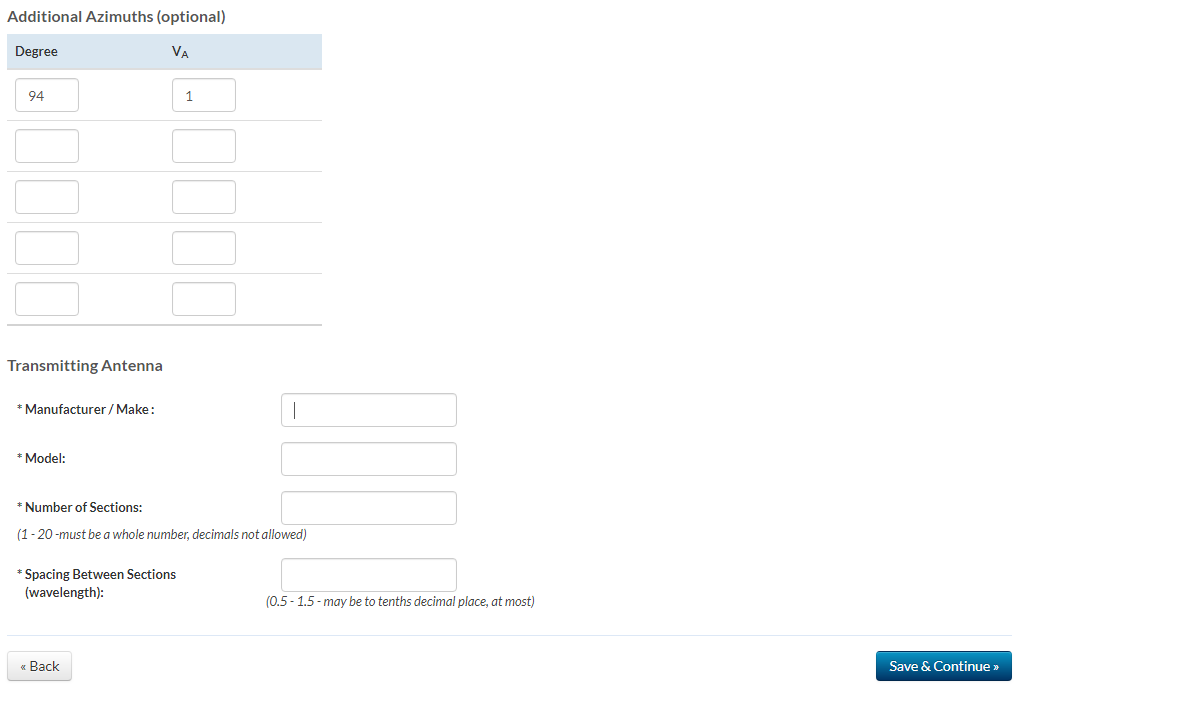 Additional Azimuths (optional)
Degree VA
94 1
Transmitting Antenna
* Manufacturer / Make :
* Model:
* Number of Sections:
(1 - 20 -must be a whole number, decimals not allowed)
* Spacing Between Sections
(wavelength):
(0.5 - 1.5 - may be to tenths decimal place, at most)
« Back Save & Continue »